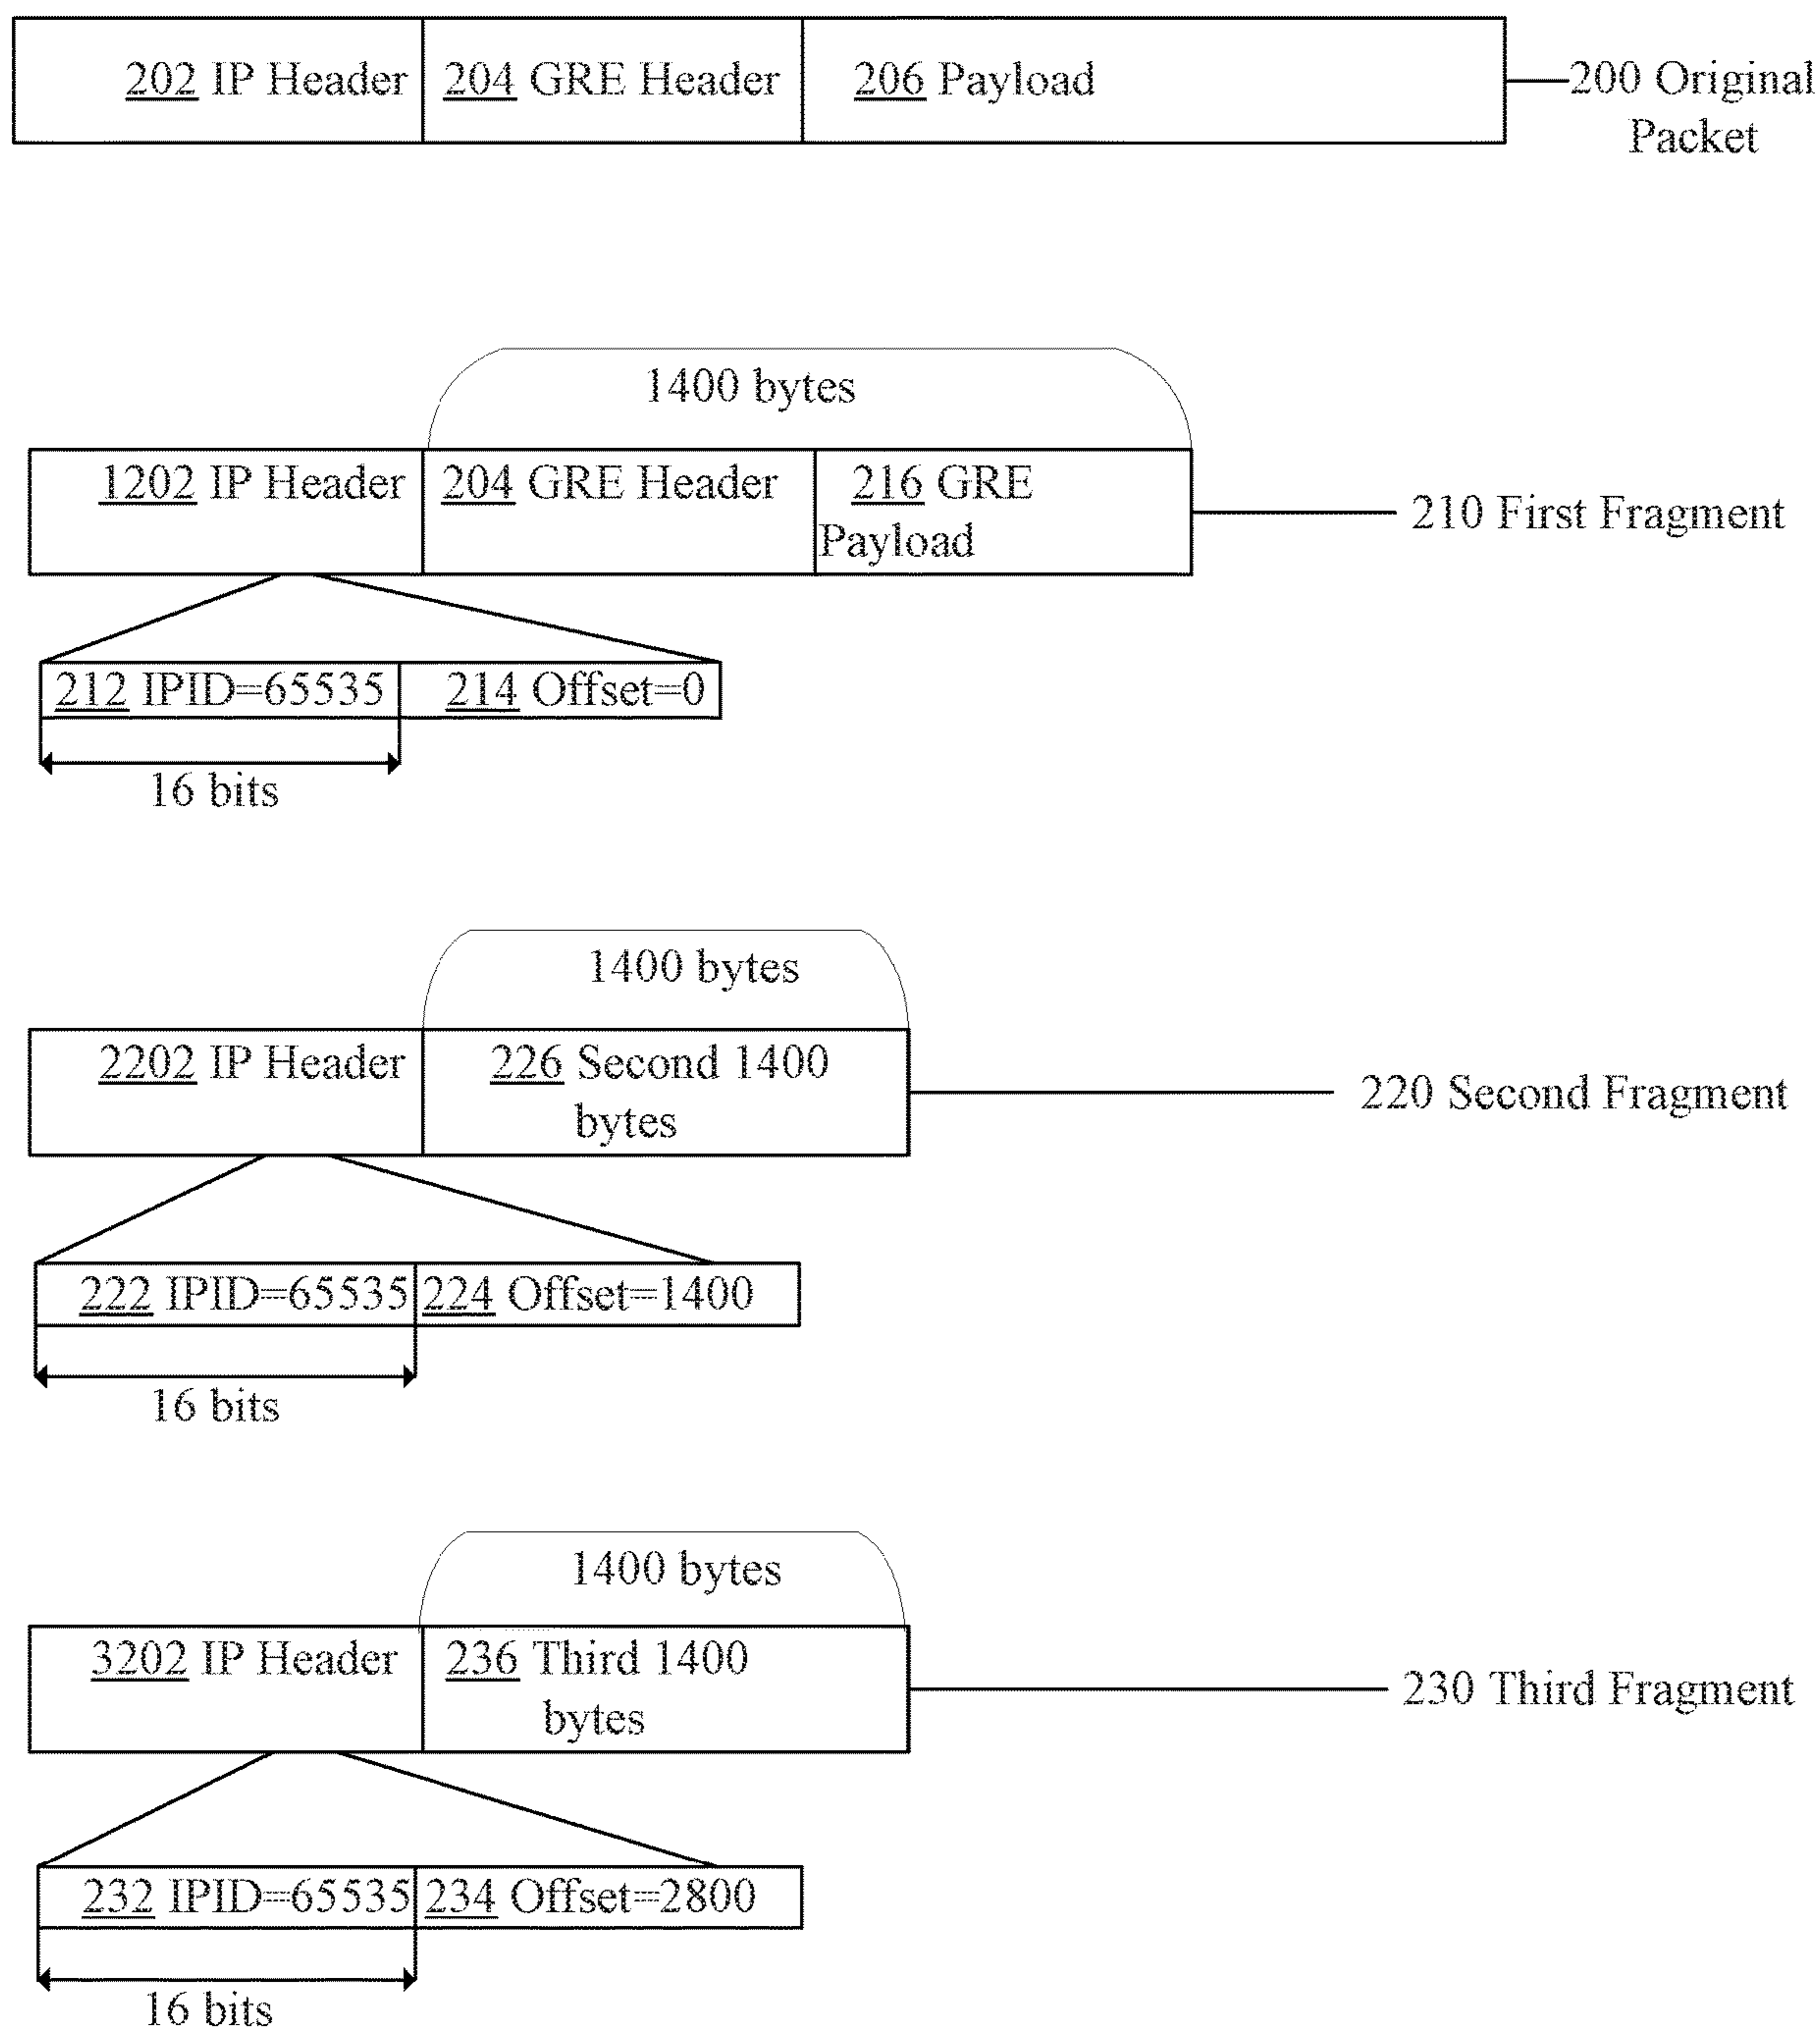 202 IP Header
204 GRE Header
206 Payload
200 Original
Packet
1400 bytes
1202 IP Header
204 GRE Header
216 GRE
Payload
210 First Fragment
212 IPID=65535
214 Offset=0
16 bits
1400 bytes
2202 IP Header
226 Second 1400
bytes
220 Second Fragment
222 IPID=65535
224 Offset=1400
16 bits
1400 bytes
3202 IP Header
236 Third 1400
bytes
230 Third Fragment
232 IPID=65535
234 Offset=2800
16 bits